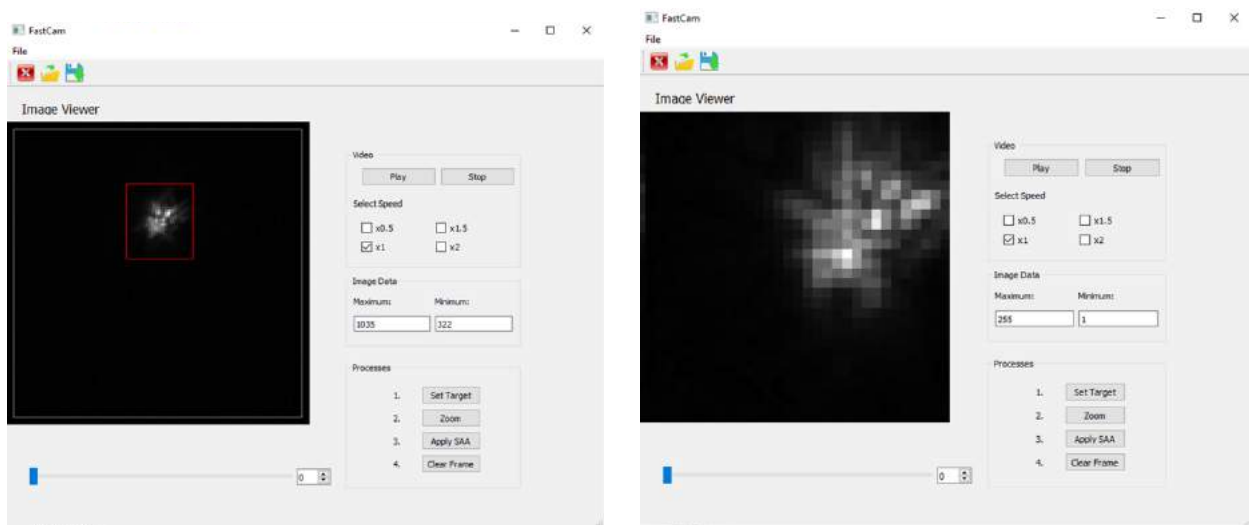 FastCam
File
Image Viewer
Video
Play Stop
Select Speed
x0.5 x1.5
x1 x2
Image Data
Maximum: Minimum:
1035 322
Processes
1. Set Target
2. Zoom
3. Apply SAA
4. Clear Frame
0
FastCam
File
Image Viewer
Video
Play Stop
Select Speed
x0.5 x1.5
x1 x2
Image Data
Maximum: Minimum:
255 1
Processes
1. Set Target
2. Zoom
3. Apply SAA
4. Clear Frame
0